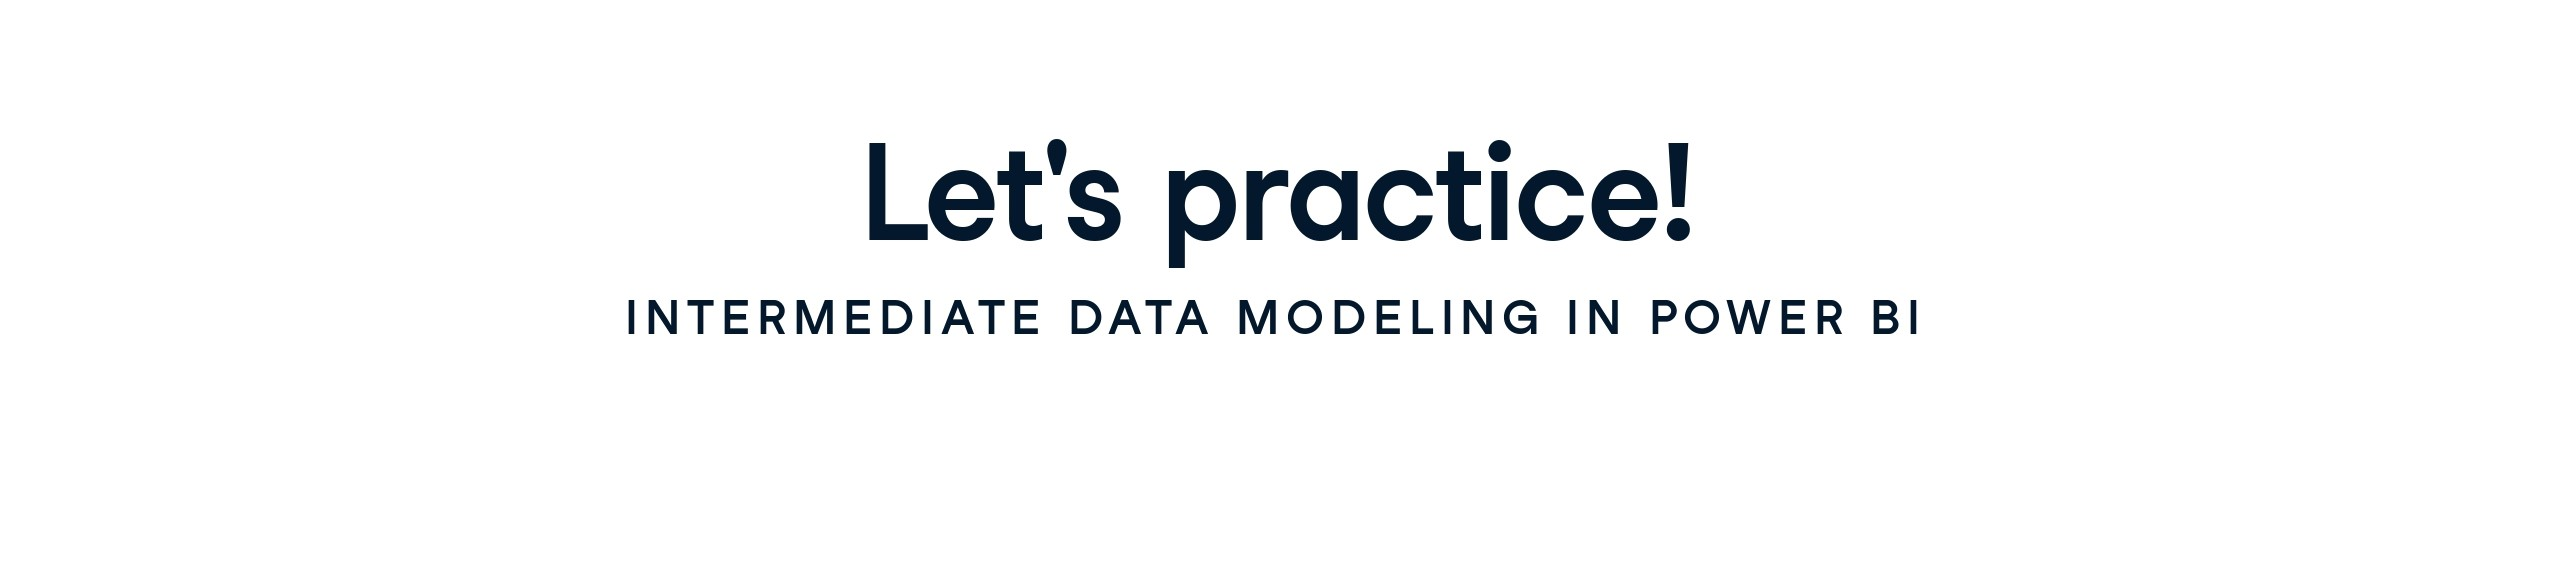 Let's practice!
INTERMEDIATE DATA MODELING IN POWER BI